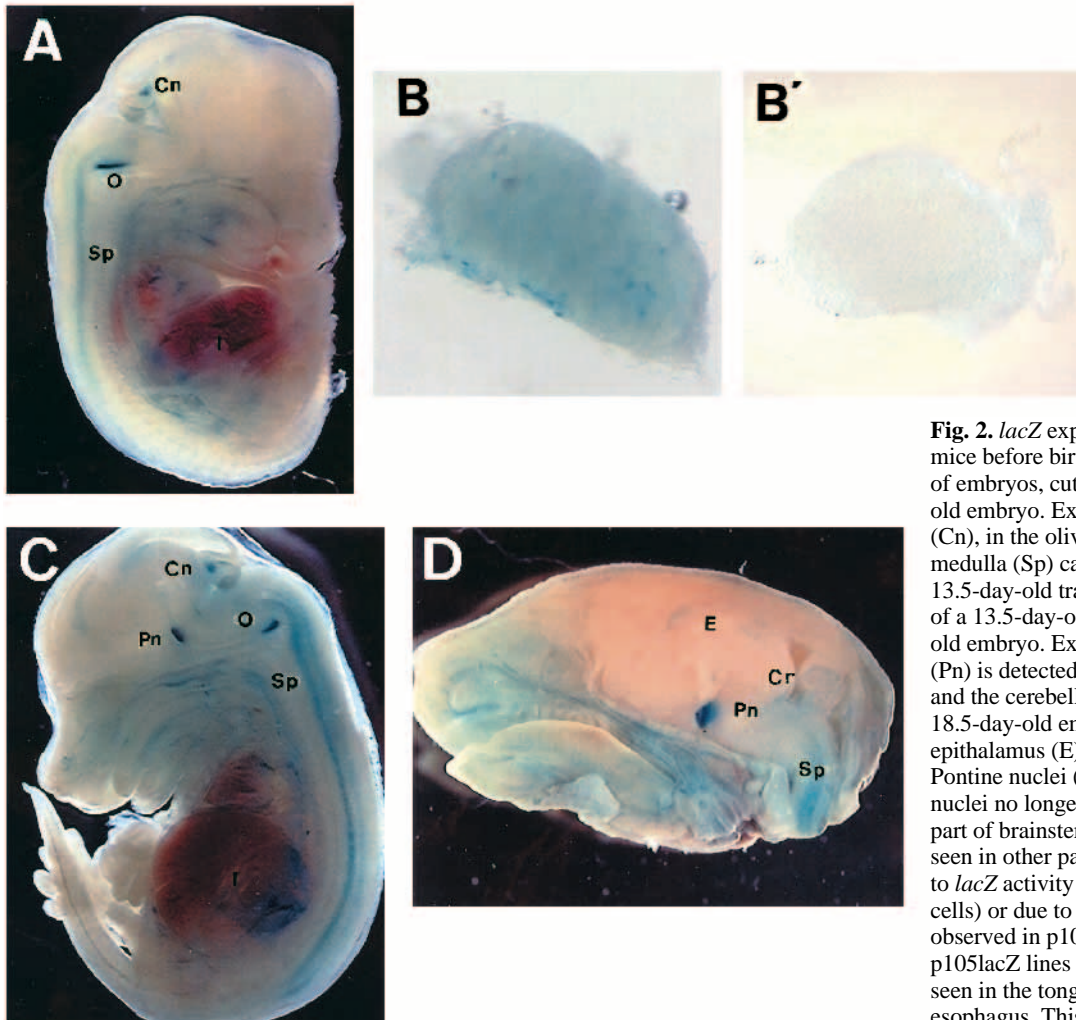 A
Cn
O
Sp
B
B´
C
Cn
O
Pn
Sp
D
E
Cr
Pn
Sp
Fig. 2. lacZ exp
mice before bir
of embryos, cut
old embryo. Ex
(Cn), in the oliv
medulla (Sp) ca
13.5-day-old tra
of a 13.5-day-o
old embryo. Ex
(Pn) is detected
and the cerebell
18.5-day-old en
epithalamus (E)
Pontine nuclei (
nuclei no longe
part of brainster
seen in other pa
to lacZ activity
cells) or due to
observed in p10
p105lacZ lines
seen in the tong
esophagus. This